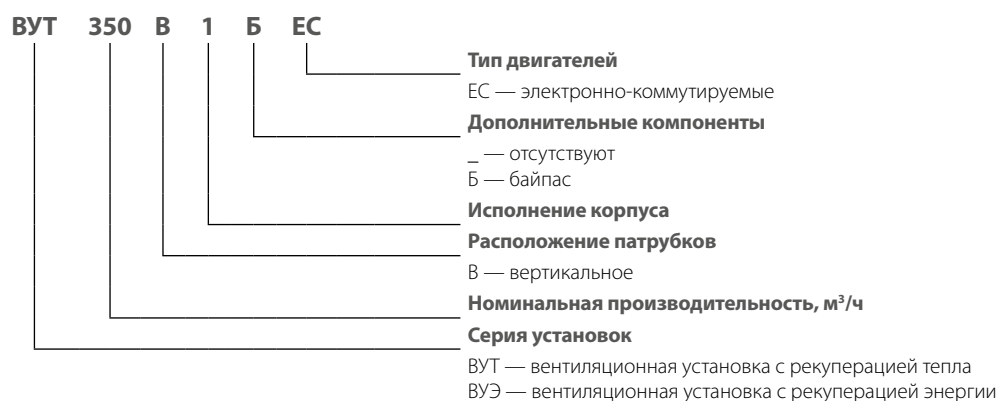 ВУТ 350 В 1 Б ЕС
Тип двигателей
ЕС — электронно-коммутируемые
Дополнительные компоненты
_ — отсутствуют
Б — байпас
Исполнение корпуса
Расположение патрубков
В — вертикальное
Номинальная производительность, м³/ч
Серия установок
ВУТ — вентиляционная установка с рекуперацией тепла
ВУЭ — вентиляционная установка с рекуперацией энергии